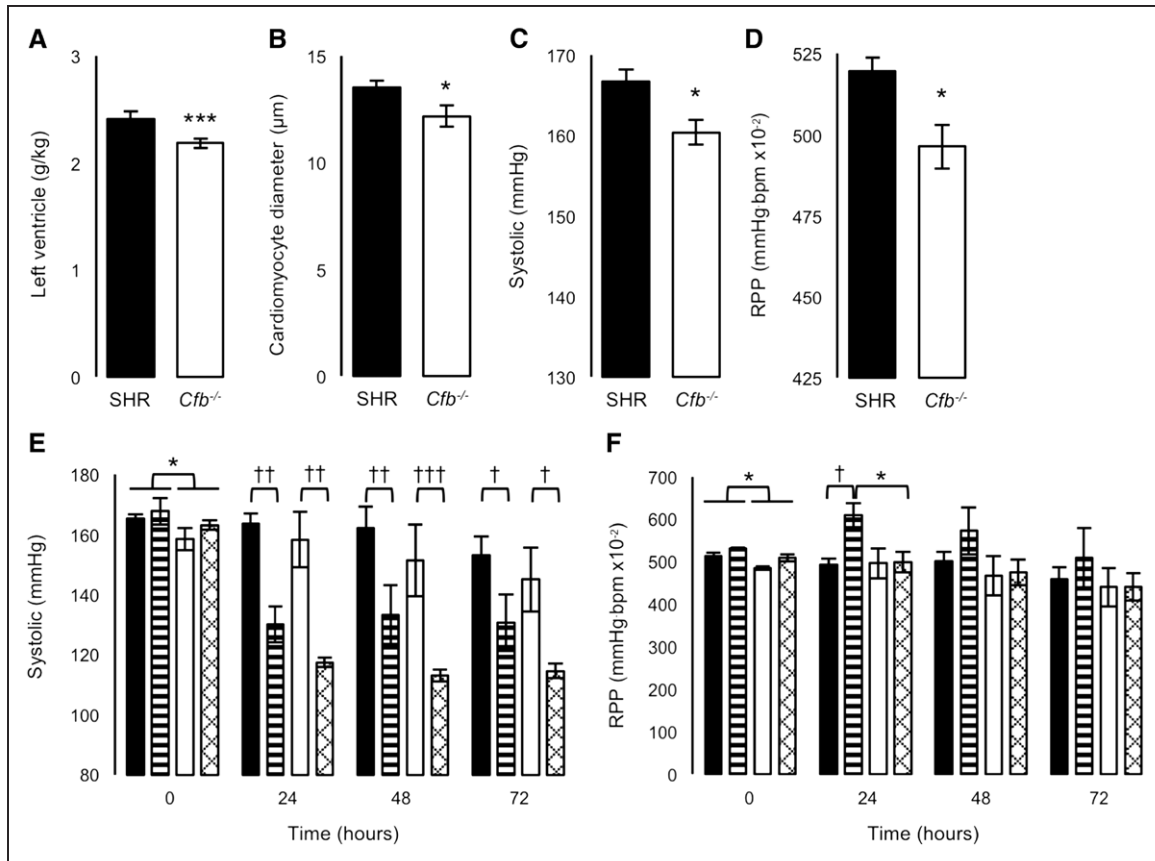 A
Left ventricle (g/kg)
3
2
1
0
***
SHR
Cfb-/-
B
Cardiomyocyte diameter (µm)
15
10
5
0
*
SHR
Cfb-/-
C
Systolic (mmHg)
170
160
150
140
130
*
SHR
Cfb-/-
D
RPP (mmHg·bpm x10-2)
525
500
475
450
425
*
SHR
Cfb-/-
E
Systolic (mmHg)
180
160
140
120
100
80
*
†† ††
†† †††
† †
0 24 48 72
Time (hours)
F
RPP (mmHg·bpm x10-2)
700
600
500
400
300
200
100
0
*
† *
0 24 48 72
Time (hours)